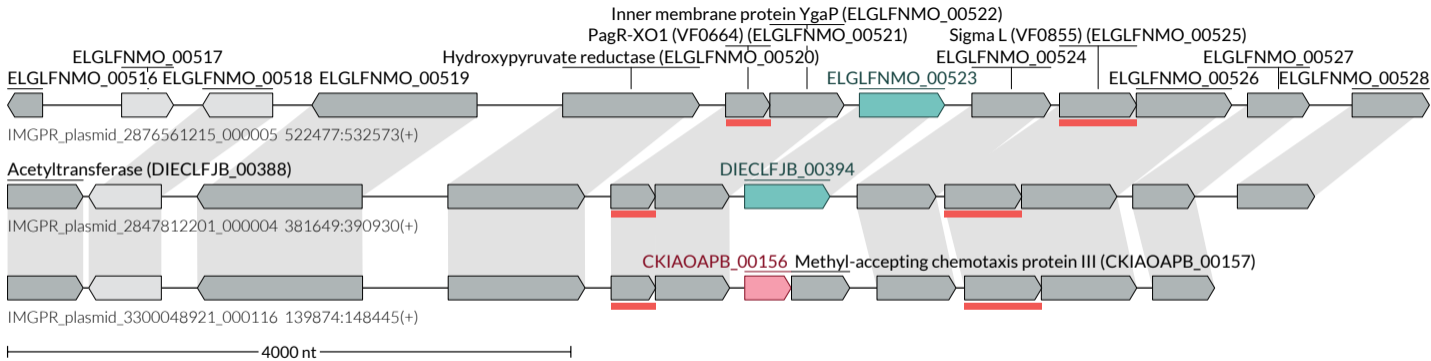 Inner membrane protein YgaP (ELGLFNMO_00522)
PagR-XO1 (VF0664) (ELGLFNMO_00521) Sigma L (VF0855) (ELGLFNMO_00525)
ELGLFNMO_00517 Hydroxypyruvate reductase (ELGLFNMO_00520) ELGLFNMO_00524 ELGLFNMO_00527
ELGLFNMO_00516 ELGLFNMO_00518 ELGLFNMO_00519 ELGLFNMO_00523 ELGLFNMO_00526 ELGLFNMO_00528
IMGPR_plasmid_2876561215_000005 522477:532573(+)
Acetyltransferase (DIECLFJB_00388) DIECLFJB_00394
IMGPR_plasmid_2847812201_000004 381649:390930(+)
CKIAOAPB_00156 Methyl-accepting chemotaxis protein III (CKIAOAPB_00157)
IMGPR_plasmid_3300048921_000116 139874:148445(+)
4000 nt